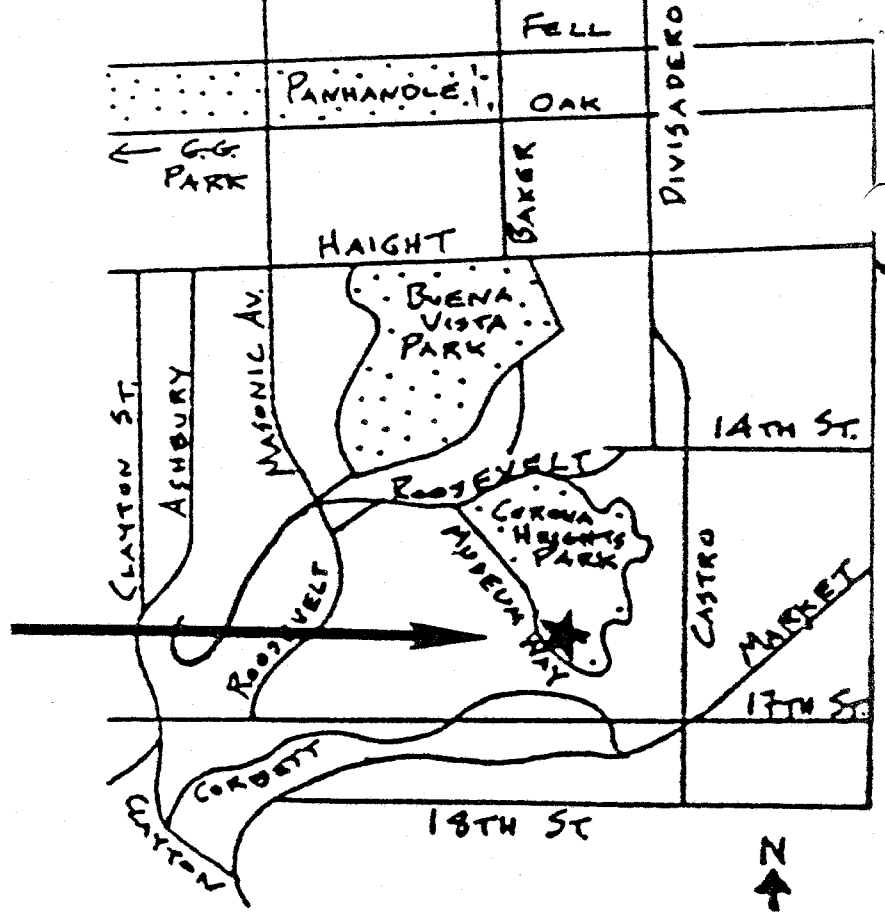 FELL
DIVISADERO
PANHANDLE
OAK
← G.G.
PARK
BAKER
HAIGHT
BUENA
VISTA
PARK
MASONIC AV.
CLAYTON ST.
ASHBURY
14TH ST.
ROOSEVELT
CORONA
HEIGHTS
PARK
MUSEUM WAY
CASTRO
MARKET
ROOSEVELT
17TH ST.
CORBETT
CLAYTON
18TH ST
N